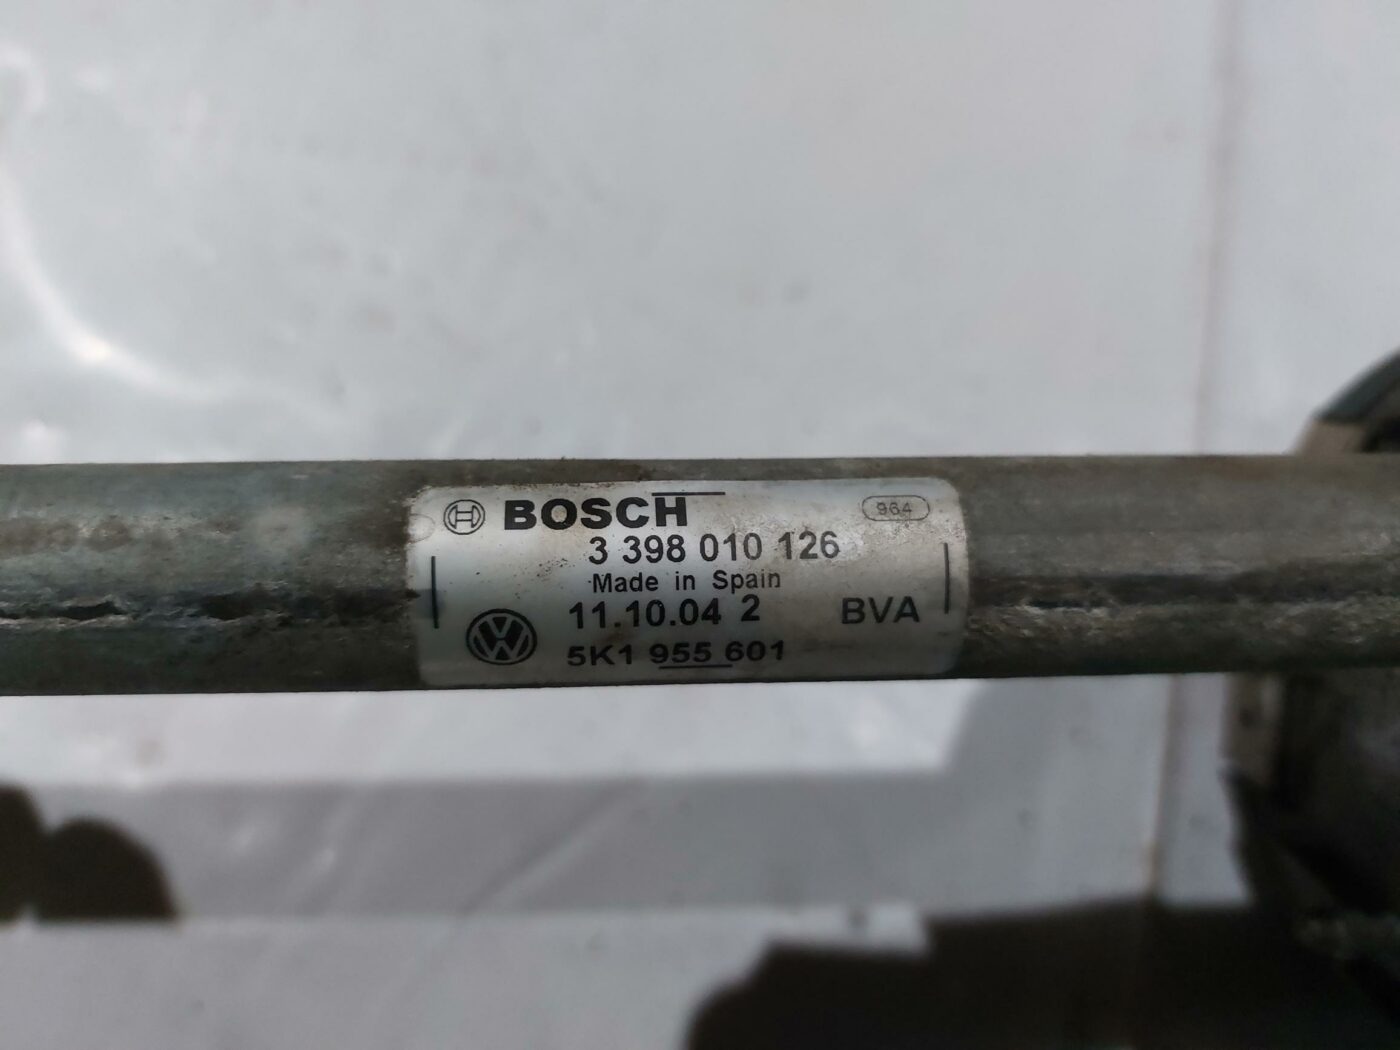 BOSCH 964
3 398 010 126
Made in Spain
11.10.04 2 BVA
5K1 955 601